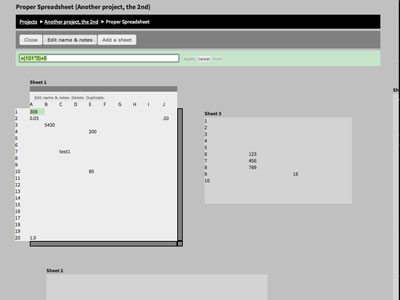 Proper Spreadsheet (Another project, the 2nd)
Projects ▸ Another project, the 2nd ▸ Proper Spreadsheet
Close Edit name & notes Add a sheet
=(101*3)+5 Apply Cancel
Sheet 1
Edit name & notes Delete Duplicate
A B C D E F G H I J
1 308
2 0.03 .50
3 5430
4 200
5
6
7 test1
8
9
10 80
11
12
13
14
15
16
17
18
19
20 1.0
Sheet 3
1
2
3
4
5
6 123
7 456
8 789
9 16
10
Sheet 2
Sh